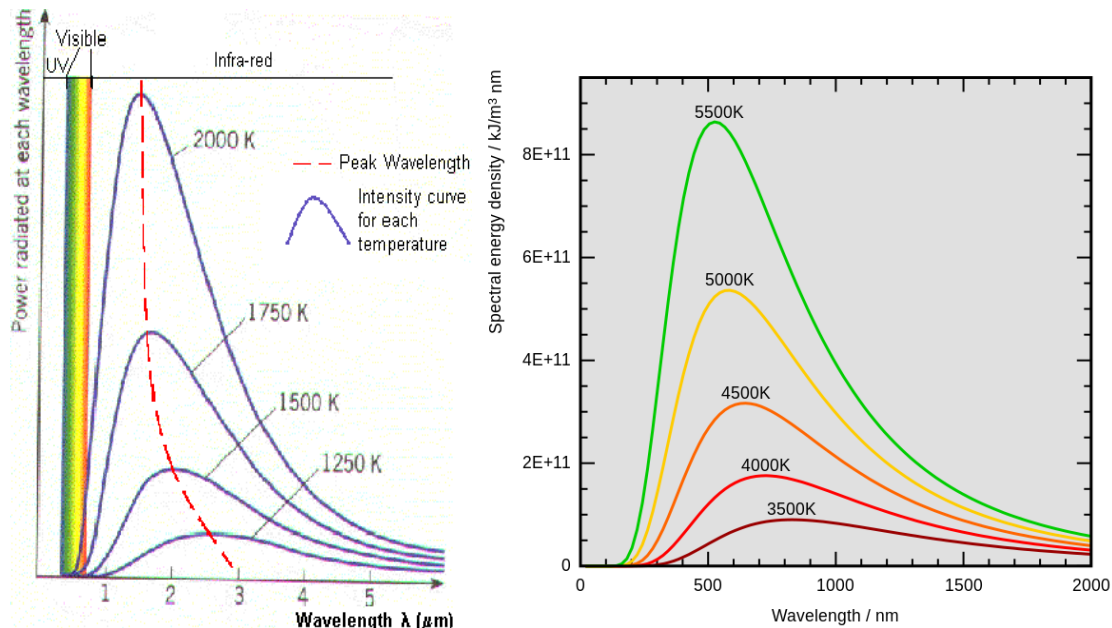 Power radiated at each wavelength
Visible
UV
Infra-red
2000 K
Peak Wavelength
Intensity curve
for each
temperature
1750 K
1500 K
1250 K
1
2
3
4
5
Wavelength λ (μm)
Spectral energy density / kJ/m³ nm
8E+11
6E+11
4E+11
2E+11
0
5500K
5000K
4500K
4000K
3500K
0
500
1000
1500
2000
Wavelength / nm